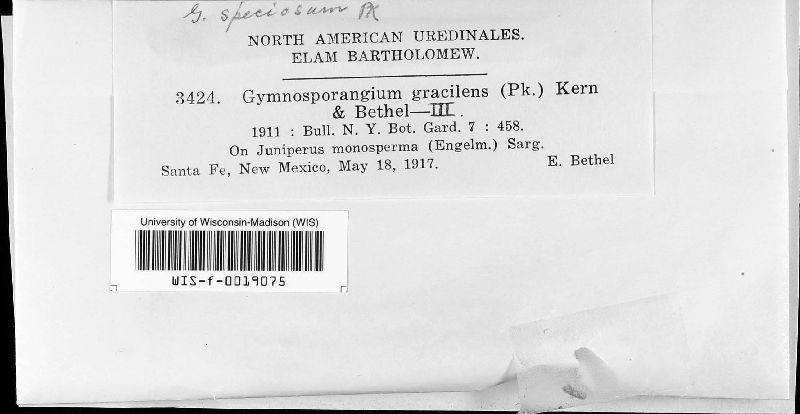 G. speciosum Pk
NORTH AMERICAN UREDINALES.
ELAM BARTHOLOMEW.
3424. Gymnosporangium gracilens (Pk.) Kern
& Bethel—III.
1911 : Bull. N. Y. Bot. Gard. 7 : 458.
On Juniperus monosperma (Engelm.) Sarg.
Santa Fe, New Mexico, May 18, 1917. E. Bethel
University of Wisconsin-Madison (WIS)
WIS-f-0019075